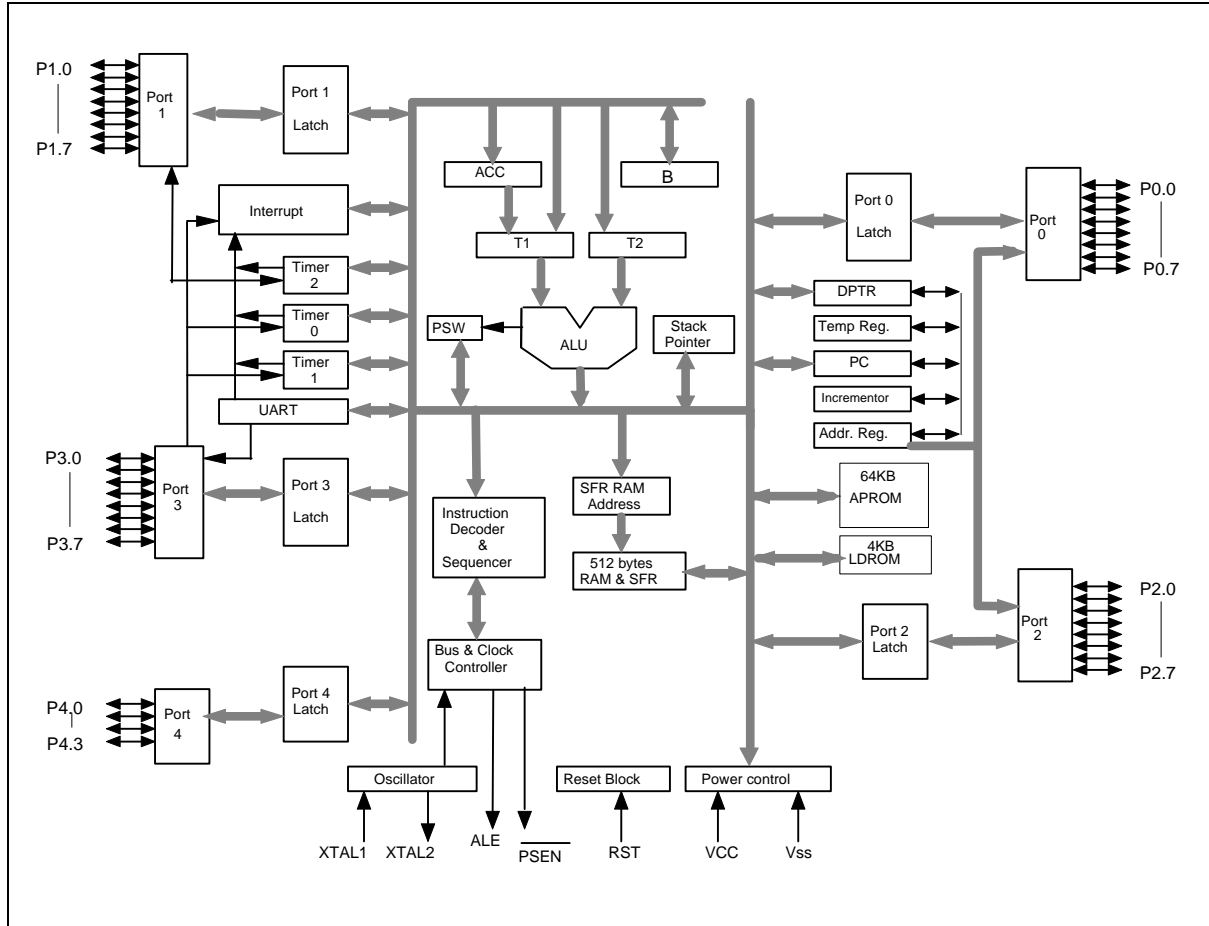 P1.0
P1.7
Port
1
Port 1
Latch
Interrupt
Timer
2
Timer
0
Timer
1
UART
P3.0
P3.7
Port
3
Port 3
Latch
P4.0
P4.3
Port
4
Port 4
Latch
ACC
B
T1
T2
PSW
ALU
Stack
Pointer
Instruction
Decoder
&
Sequencer
SFR RAM
Address
512 bytes
RAM & SFR
Bus & Clock
Controller
Oscillator
Reset Block
Power control
XTAL1
XTAL2
ALE
PSEN
RST
VCC
Vss
Port 0
Latch
Port
0
P0.0
P0.7
DPTR
Temp Reg.
PC
Incrementor
Addr. Reg.
64KB
APROM
4KB
LDROM
Port 2
Latch
Port
2
P2.0
P2.7